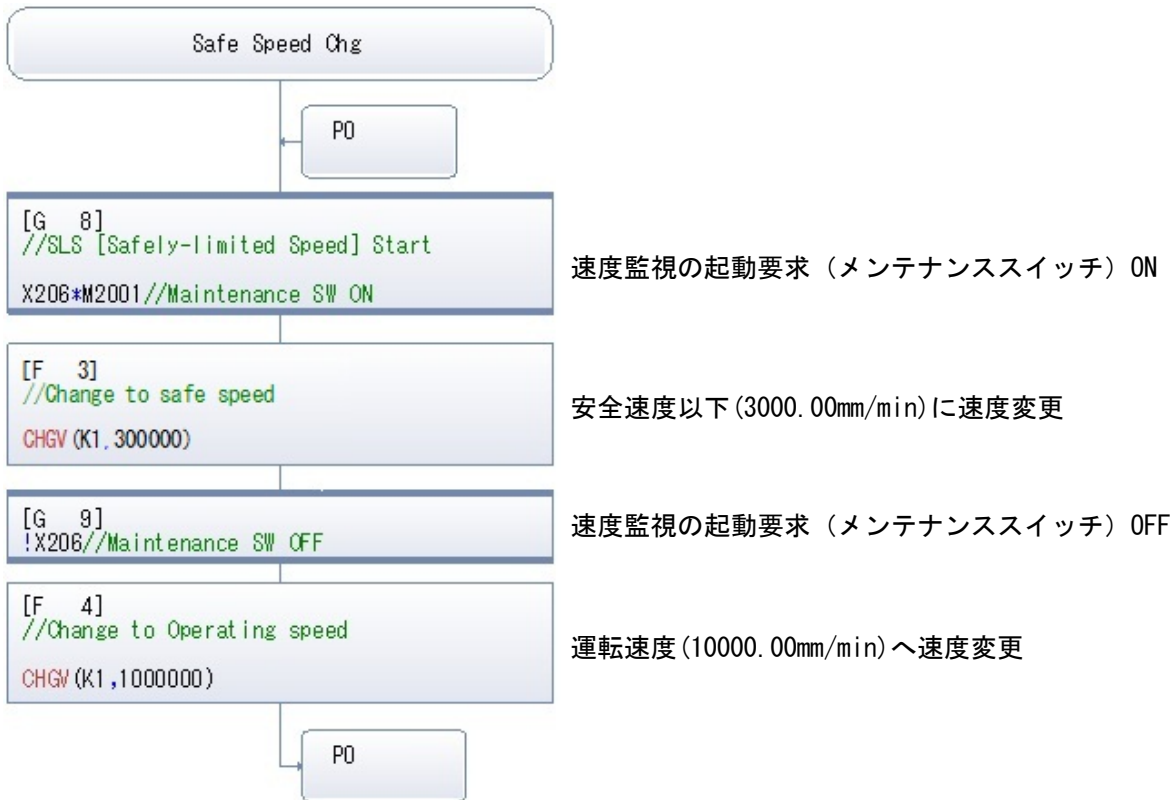 Safe Speed Chg
P0
[G 8]
//SLS [Safely-limited Speed] Start
X206*M2001//Maintenance SW ON
速度監視の起動要求（メンテナンススイッチ）ON
[F 3]
//Change to safe speed
CHGV(K1,300000)
安全速度以下(3000.00mm/min)に速度変更
[G 9]
!X206//Maintenance SW OFF
速度監視の起動要求（メンテナンススイッチ）OFF
[F 4]
//Change to Operating speed
CHGV(K1,1000000)
運転速度(10000.00mm/min)へ速度変更
P0